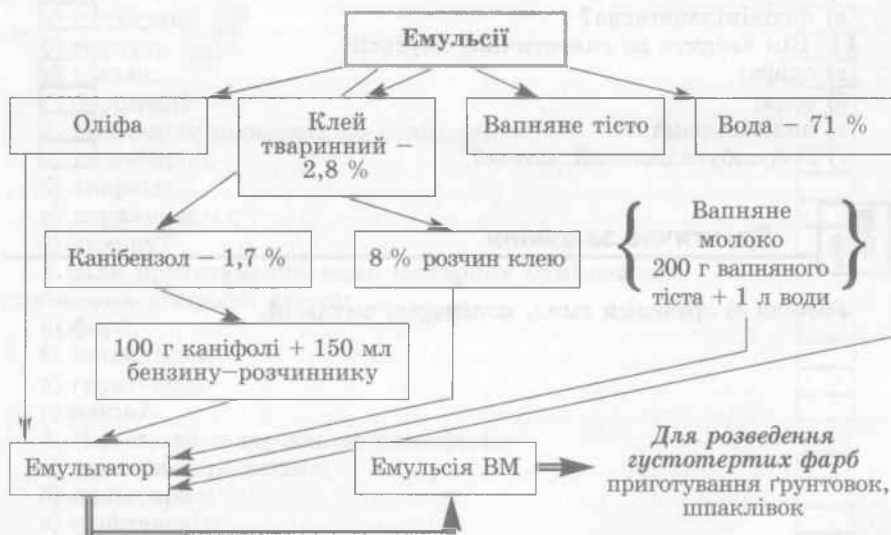 Емульсії
Оліфа
Клей
тваринний –
2,8 %
Вапняне тісто
Вода – 71 %
Канібензол – 1,7 %
8 % розчин клею
Вапняне
молоко
200 г вапняного
тіста + 1 л води
100 г каніфолі + 150 мл
бензину–розчиннику
Емульгатор
Емульсія ВМ
Для розведення
густотертих фарб
приготування ґрунтовок,
шпаклівок